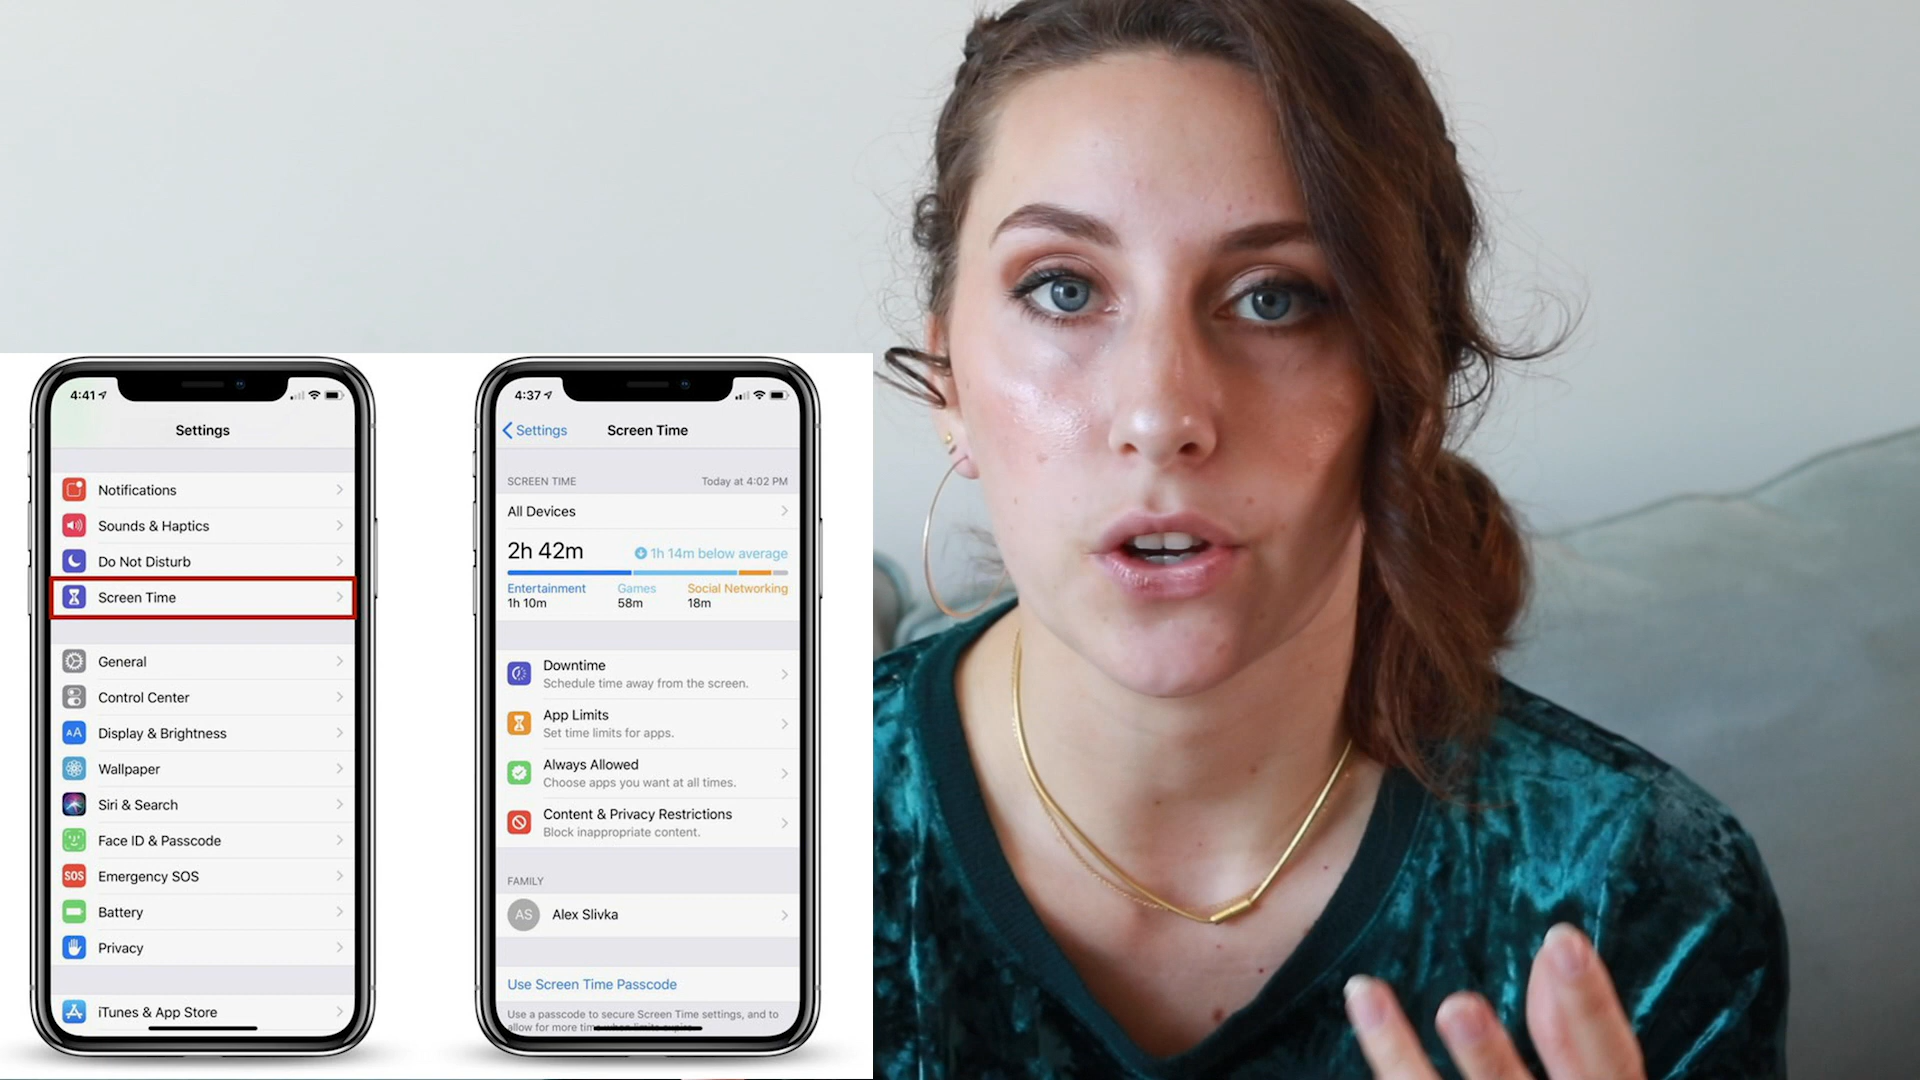 4:41
Settings
Notifications
Sounds & Haptics
Do Not Disturb
Screen Time
General
Control Center
Display & Brightness
AA
Wallpaper
Siri & Search
Face ID & Passcode
SOS
Emergency SOS
Battery
Privacy
iTunes & App Store
4:37
Settings
Screen Time
SCREEN TIME
Today at 4:02 PM
All Devices
2h 42m
1h 14m below average
Entertainment
Games
Social Networking
1h 10m
58m
18m
Downtime
Schedule time away from the screen.
App Limits
Set time limits for apps.
Always Allowed
Choose apps you want at all times.
Content & Privacy Restrictions
Block inappropriate content.
FAMILY
AS
Alex Slivka
Use Screen Time Passcode
Use a passcode to secure Screen Time settings, and to
allow for more time when limits expire.